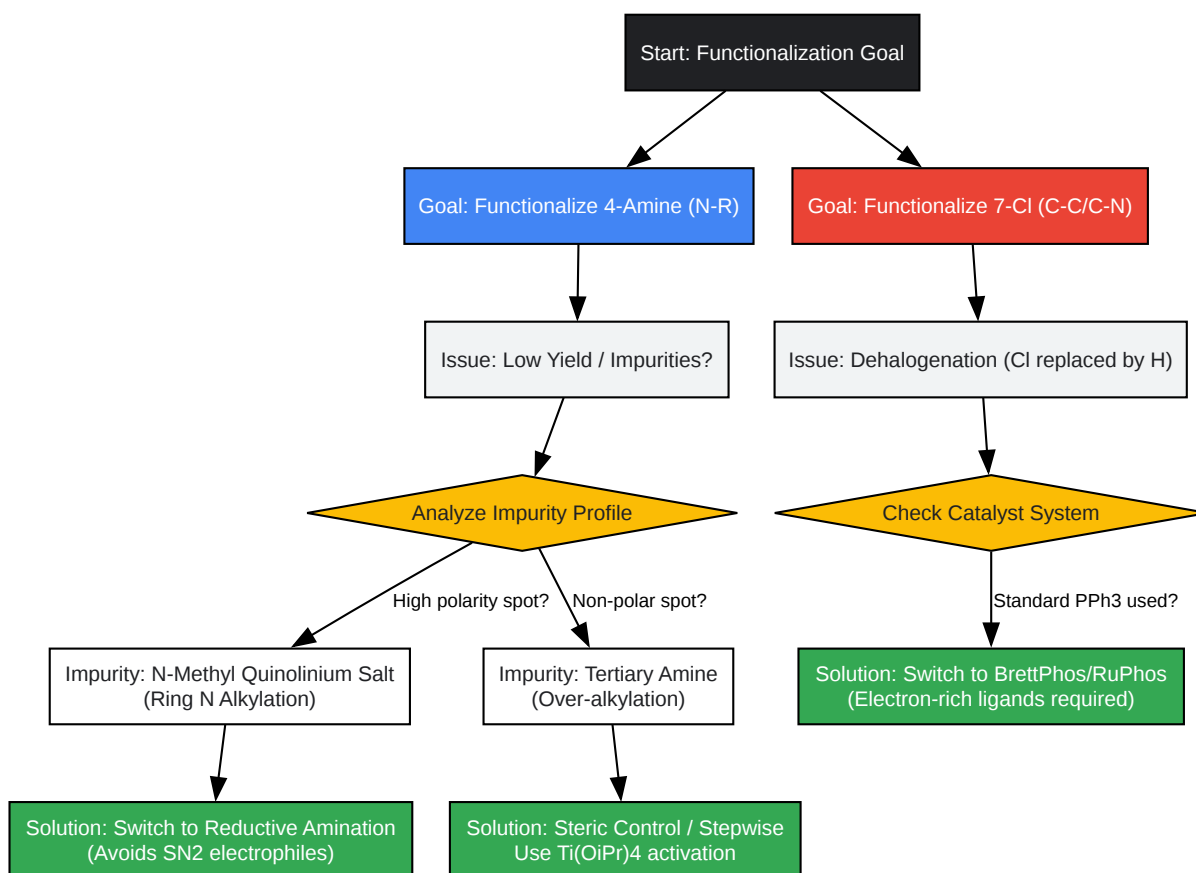 Start: Functionalization Goal
Goal: Functionalize 4-Amine (N-R)
Goal: Functionalize 7-Cl (C-C/C-N)
Issue: Low Yield / Impurities?
Issue: Dehalogenation (Cl replaced by H)
Analyze Impurity Profile
Check Catalyst System
High polarity spot?
Non-polar spot?
Standard PPh3 used?
Impurity: N-Methyl Quinolinium Salt
(Ring N Alkylation)
Impurity: Tertiary Amine
(Over-alkylation)
Solution: Switch to BrettPhos/RuPhos
(Electron-rich ligands required)
Solution: Switch to Reductive Amination
(Avoids SN2 electrophiles)
Solution: Steric Control / Stepwise
Use Ti(OiPr)4 activation